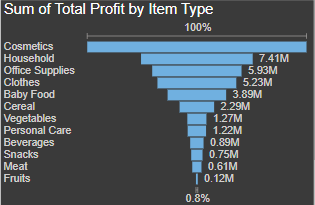 Sum of Total Profit by Item Type
100%
Cosmetics
Household 7.41M
Office Supplies 5.93M
Clothes 5.23M
Baby Food 3.89M
Cereal 2.29M
Vegetables 1.27M
Personal Care 1.22M
Beverages 0.89M
Snacks 0.75M
Meat 0.61M
Fruits 0.12M
0.8%